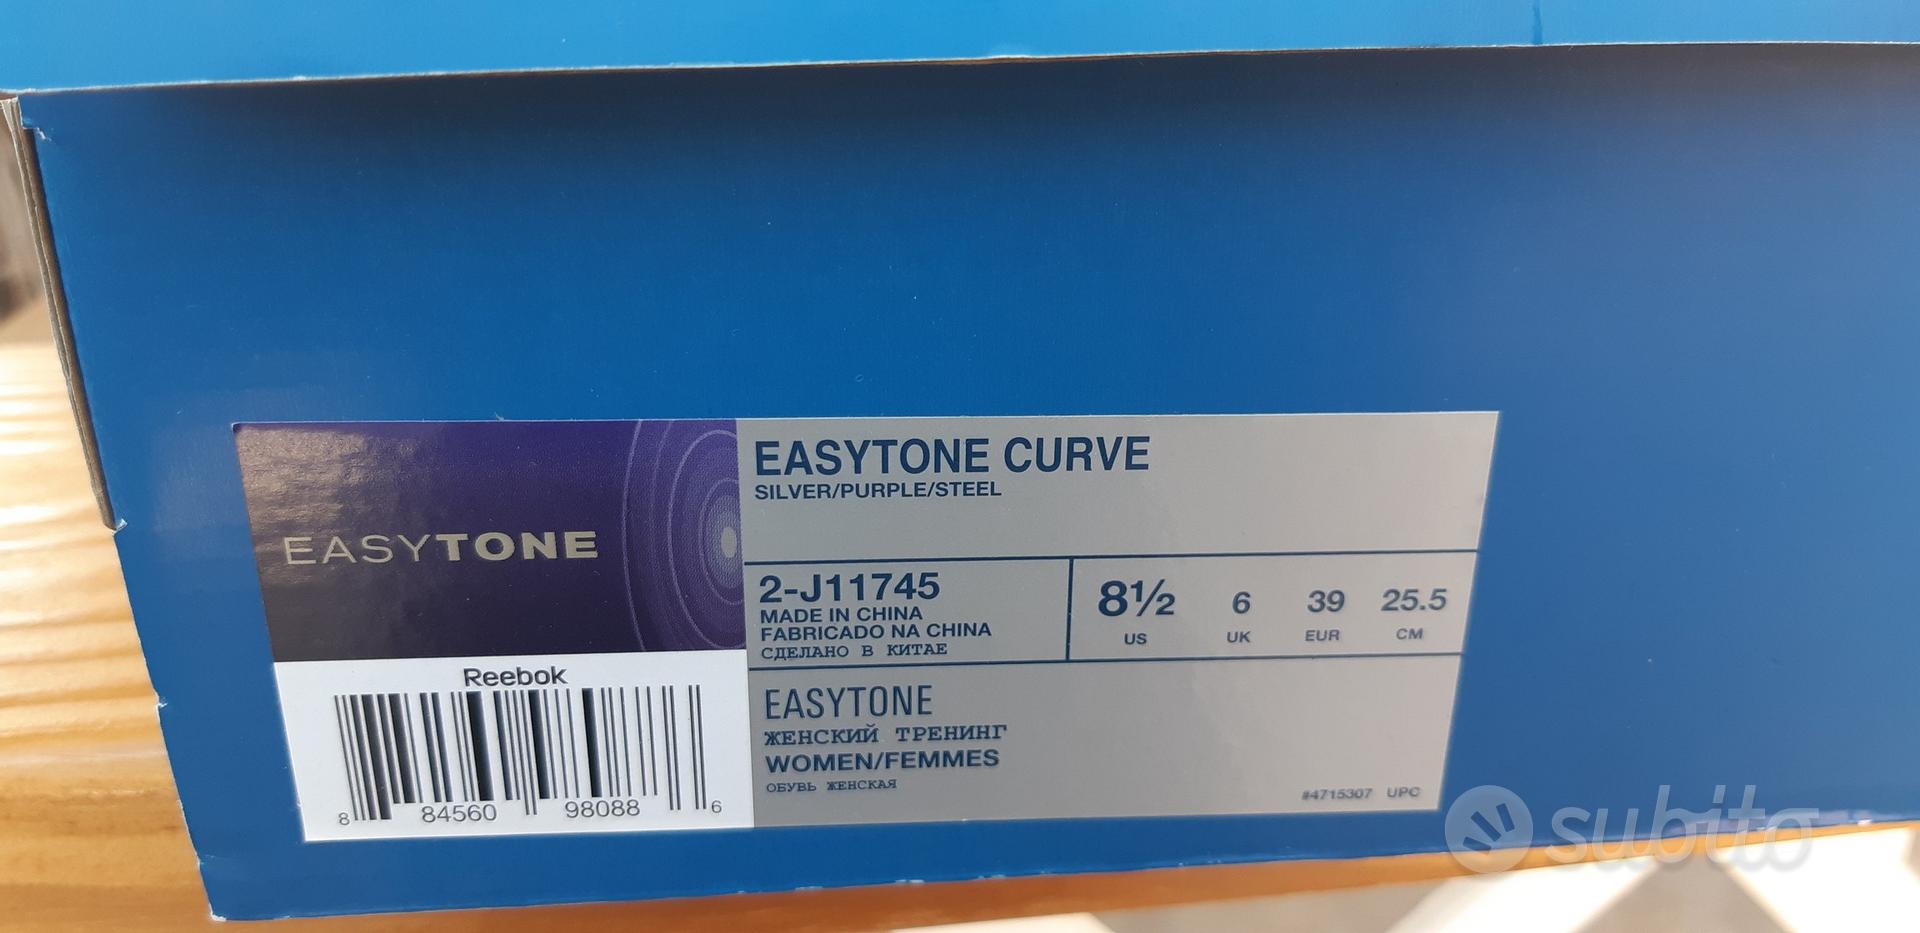 EASYTONE
EASYTONE CURVE
SILVER/PURPLE/STEEL
2-J11745
MADE IN CHINA
FABRICADO NA CHINA
СДЕЛАНО В КИТАЕ
8½ 6 39 25.5
US UK EUR CM
Reebok
8 84560 98088 6
EASYTONE
ЖЕНСКИЙ ТРЕНИНГ
WOMEN/FEMMES
ОБУВЬ ЖЕНСКАЯ
#4715307 UPC
subito